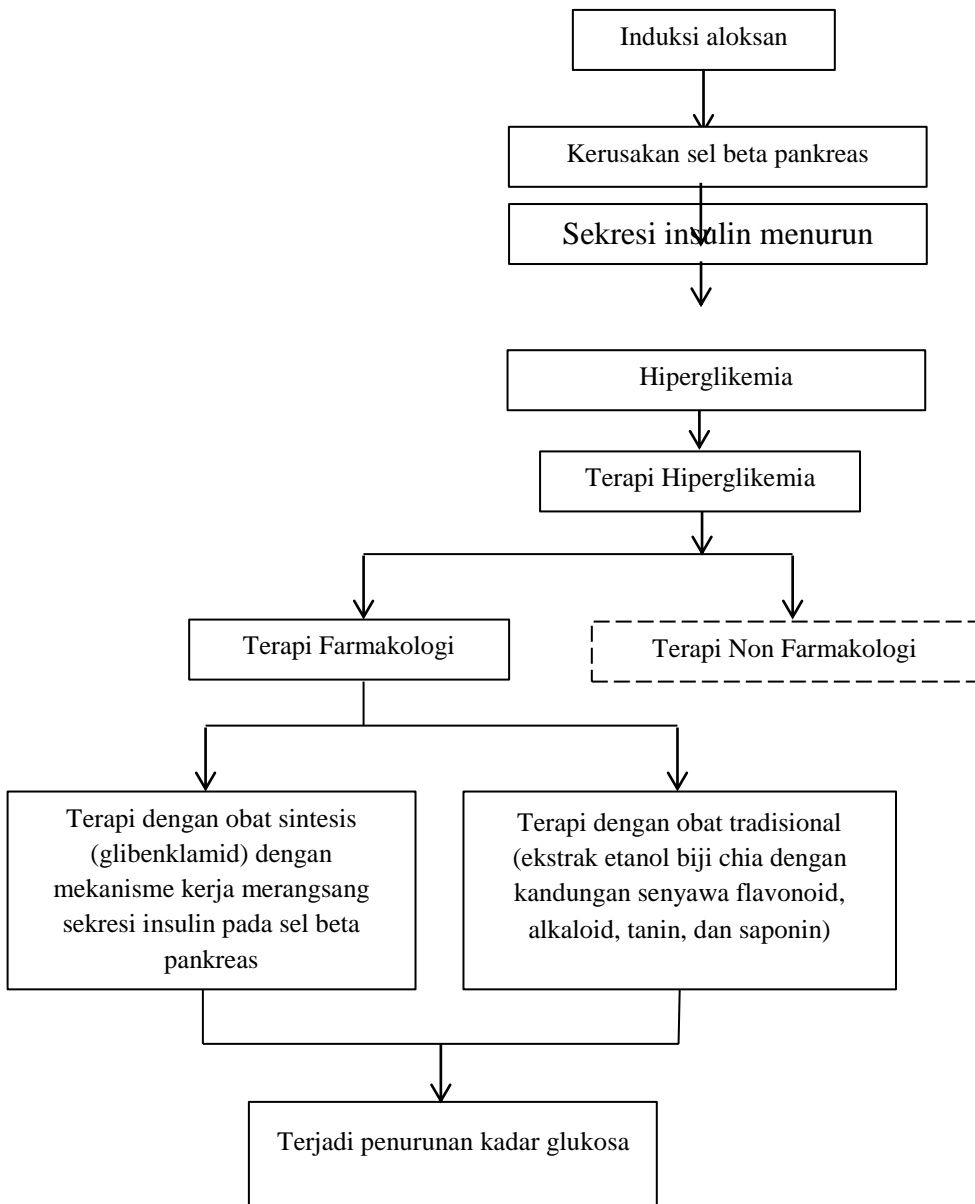 Induksi aloksan
Kerusakan sel beta pankreas
Sekresi insulin menurun
Hiperglikemia
Terapi Hiperglikemia
Terapi Farmakologi
Terapi Non Farmakologi
Terapi dengan obat sintesis
(glibenklamid) dengan
mekanisme kerja merangsang
sekresi insulin pada sel beta
pankreas
Terapi dengan obat tradisional
(ekstrak etanol biji chia dengan
kandungan senyawa flavonoid,
alkaloid, tanin, dan saponin)
Terjadi penurunan kadar glukosa